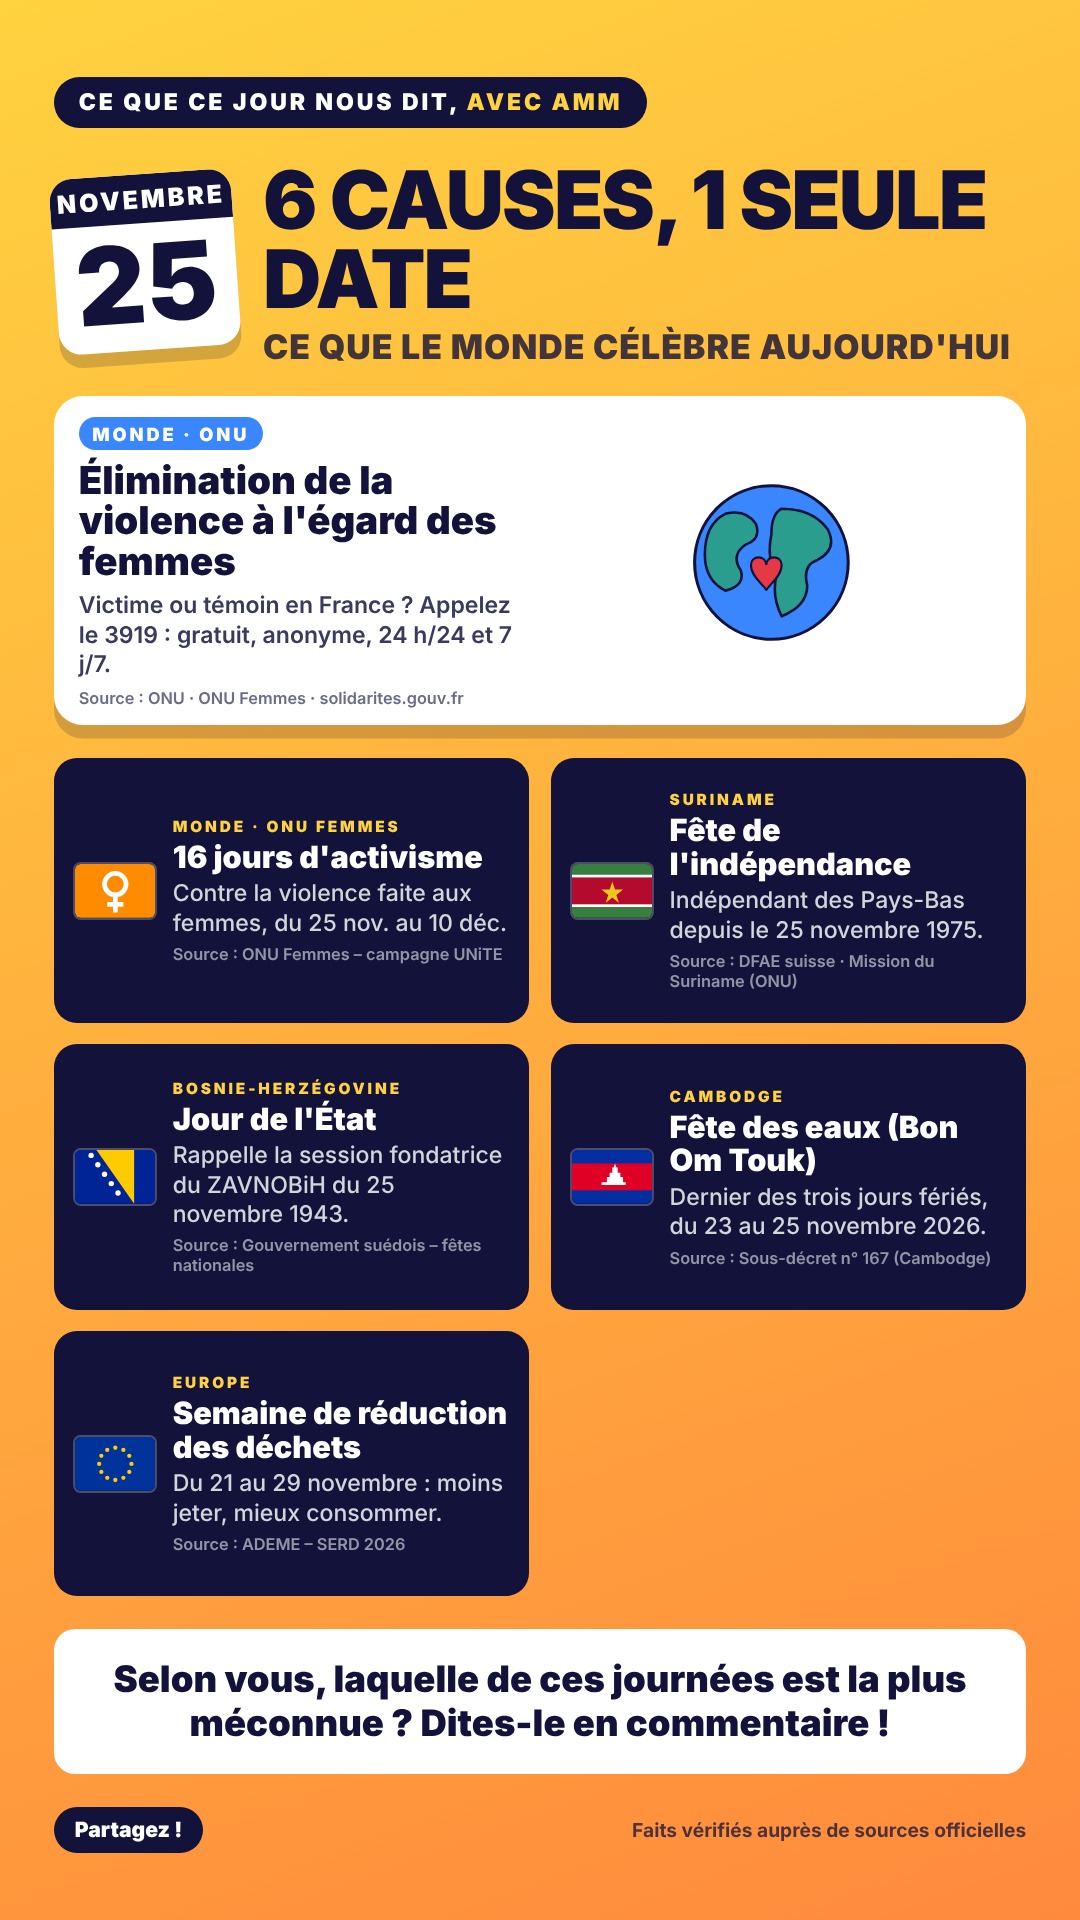 CE QUE CE JOUR NOUS DIT, AVEC AMM
NOVEMBRE
25
6 CAUSES, 1 SEULE
DATE
CE QUE LE MONDE CÉLÈBRE AUJOURD'HUI
MONDE · ONU
Élimination de la
violence à l'égard des
femmes
Victime ou témoin en France ? Appelez
le 3919 : gratuit, anonyme, 24 h/24 et 7
j/7.
Source : ONU · ONU Femmes · solidarites.gouv.fr
MONDE · ONU FEMMES
16 jours d'activisme
Contre la violence faite aux
femmes, du 25 nov. au 10 déc.
Source : ONU Femmes – campagne UNiTE
SURINAME
Fête de
l'indépendance
Indépendant des Pays-Bas
depuis le 25 novembre 1975.
Source : DFAE suisse · Mission du
Suriname (ONU)
BOSNIE-HERZÉGOVINE
Jour de l'État
Rappelle la session fondatrice
du ZAVNOBiH du 25
novembre 1943.
Source : Gouvernement suédois – fêtes
nationales
CAMBODGE
Fête des eaux (Bon
Om Touk)
Dernier des trois jours fériés,
du 23 au 25 novembre 2026.
Source : Sous-décret n° 167 (Cambodge)
EUROPE
Semaine de réduction
des déchets
Du 21 au 29 novembre : moins
jeter, mieux consommer.
Source : ADEME – SERD 2026
Selon vous, laquelle de ces journées est la plus
méconnue ? Dites-le en commentaire !
Partagez !
Faits vérifiés auprès de sources officielles